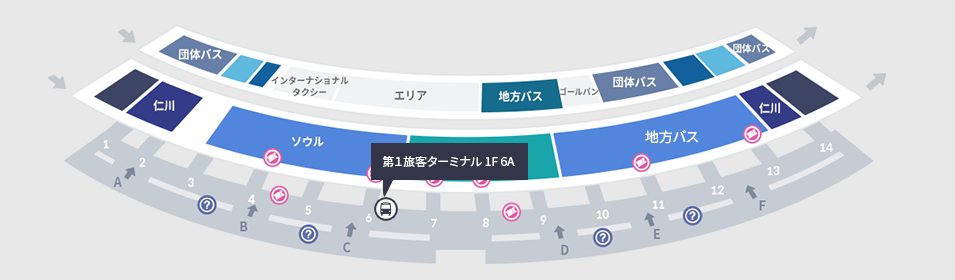 団体バス
団体バス
インターナショナル
タクシー
エリア
地方バス
ゴールバン
団体バス
仁川
ソウル
地方バス
仁川
第1旅客ターミナル 1F 6A
1
2
3
4
5
6
7
8
9
10
11
12
13
14
A
B
C
D
E
F
?
?
?
?